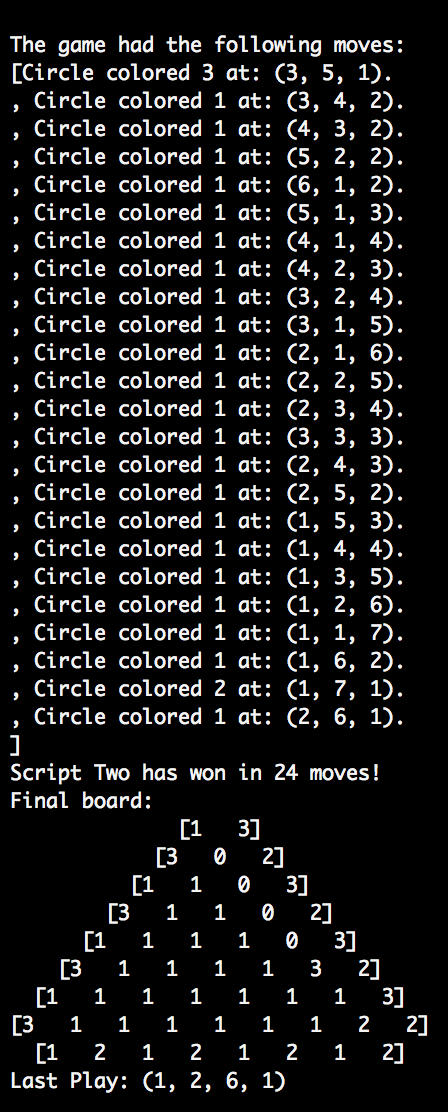 The game had the following moves:
[Circle colored 3 at: (3, 5, 1).
, Circle colored 1 at: (3, 4, 2).
, Circle colored 1 at: (4, 3, 2).
, Circle colored 1 at: (5, 2, 2).
, Circle colored 1 at: (6, 1, 2).
, Circle colored 1 at: (5, 1, 3).
, Circle colored 1 at: (4, 1, 4).
, Circle colored 1 at: (4, 2, 3).
, Circle colored 1 at: (3, 2, 4).
, Circle colored 1 at: (3, 1, 5).
, Circle colored 1 at: (2, 1, 6).
, Circle colored 1 at: (2, 2, 5).
, Circle colored 1 at: (2, 3, 4).
, Circle colored 1 at: (3, 3, 3).
, Circle colored 1 at: (2, 4, 3).
, Circle colored 1 at: (2, 5, 2).
, Circle colored 1 at: (1, 5, 3).
, Circle colored 1 at: (1, 4, 4).
, Circle colored 1 at: (1, 3, 5).
, Circle colored 1 at: (1, 2, 6).
, Circle colored 1 at: (1, 1, 7).
, Circle colored 1 at: (1, 6, 2).
, Circle colored 2 at: (1, 7, 1).
, Circle colored 1 at: (2, 6, 1).
]
Script Two has won in 24 moves!
Final board:
[1 3]
[3 0 2]
[1 1 0 3]
[3 1 1 0 2]
[1 1 1 1 0 3]
[3 1 1 1 1 3 2]
[1 1 1 1 1 1 1 3]
[3 1 1 1 1 1 1 2 2]
[1 2 1 2 1 2 1 2]
Last Play: (1, 2, 6, 1)